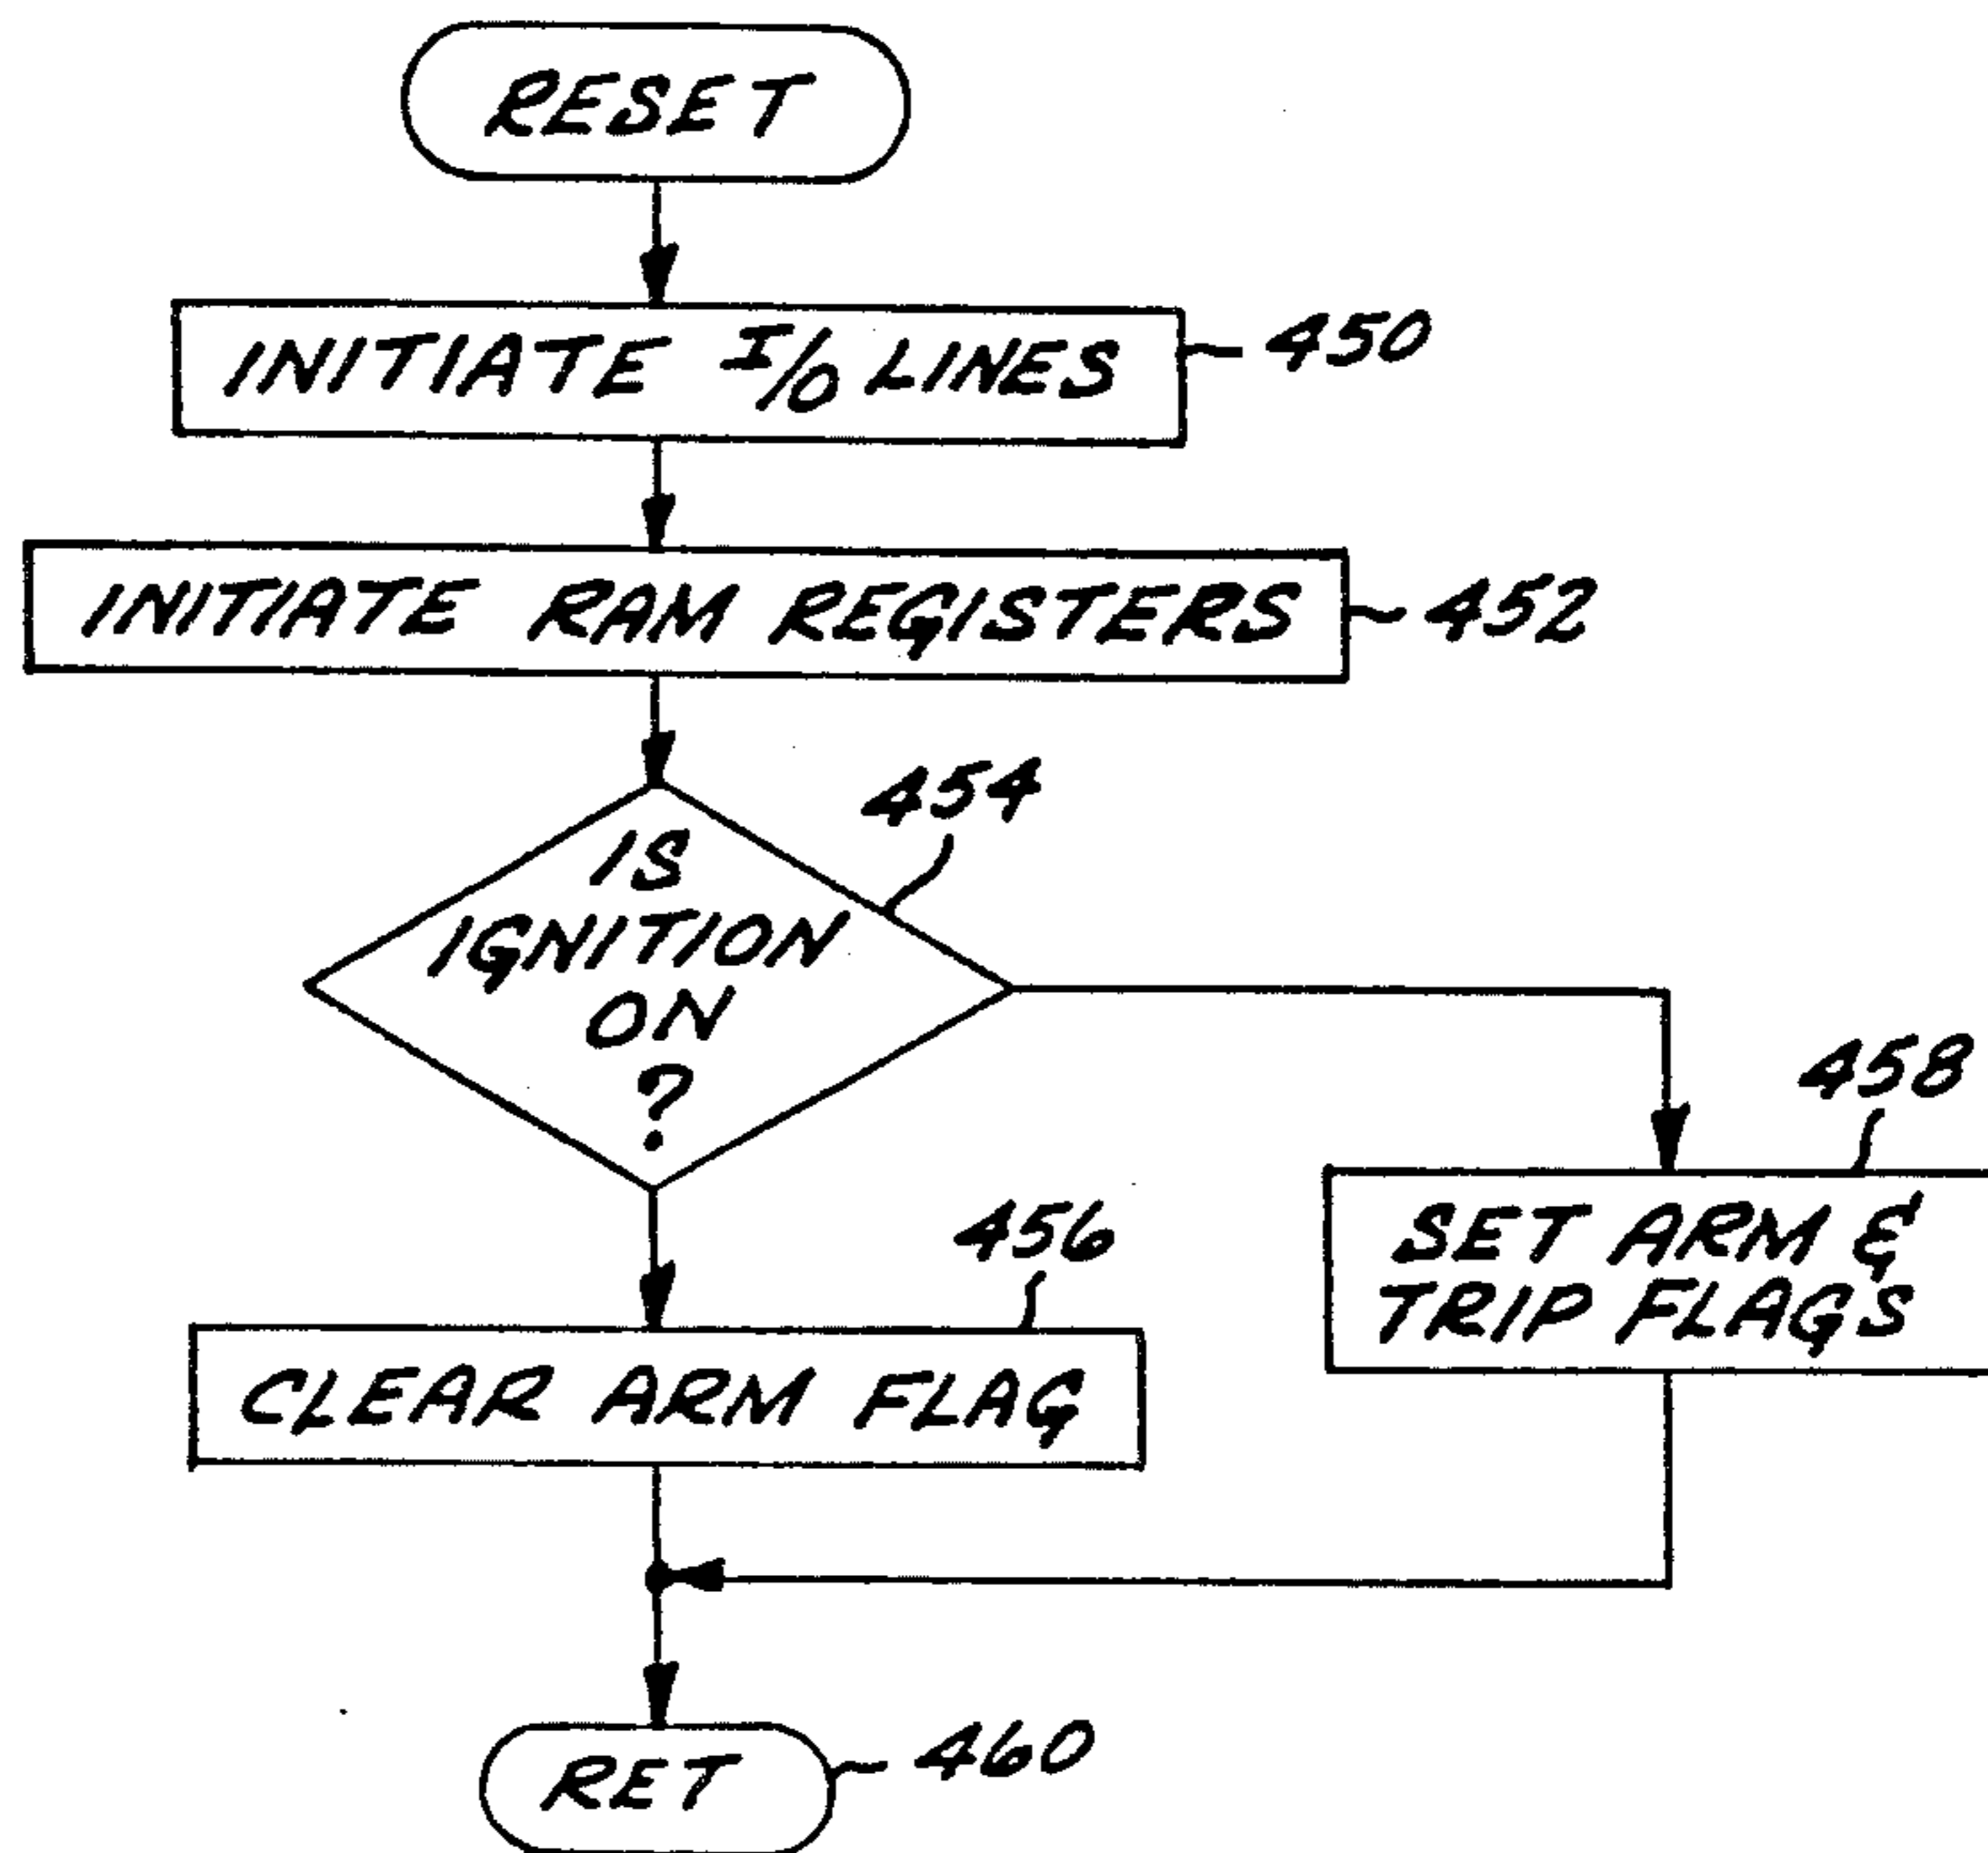 RESET
INITIATE I/O LINES
450
INITIATE RAM REGISTERS
452
454
IS
IGNITION
ON
?
458
SET ARM &
TRIP FLAGS
456
CLEAR ARM FLAG
RET
460